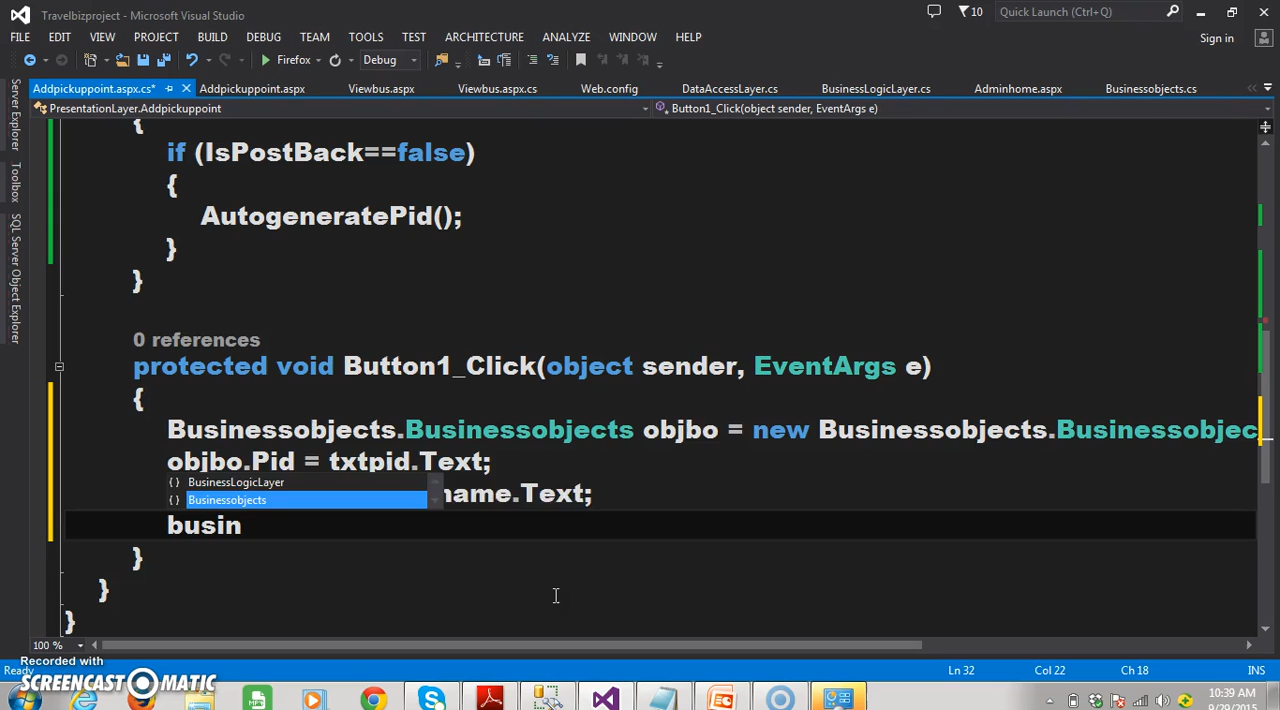 Travelbizproject - Microsoft Visual Studio
10
Quick Launch (Ctrl+Q)
FILE EDIT VIEW PROJECT BUILD DEBUG TEAM TOOLS TEST ARCHITECTURE ANALYZE WINDOW HELP
Sign in
Firefox
Debug
Addpickuppoint.aspx.cs* Addpickuppoint.aspx Viewbus.aspx Viewbus.aspx.cs Web.config DataAccessLayer.cs BusinessLogicLayer.cs Adminhome.aspx Businessobjects.cs
PresentationLayer.Addpickuppoint
Button1_Click(object sender, EventArgs e)
Server Explorer
Toolbox
SQL Server Object Explorer
{
if (IsPostBack==false)
{
AutogeneratePid();
}
}
0 references
protected void Button1_Click(object sender, EventArgs e)
{
Businessobjects.Businessobjects objbo = new Businessobjects.Businessobjec
objbo.Pid = txtpid.Text;
{ } BusinessLogicLayer
{ } Businessobjects
name.Text;
busin
}
}
}
100 %
Recorded with
SCREENCAST-O-MATIC
Ready
Ln 32
Col 22
Ch 18
INS
10:39 AM
9/29/2015